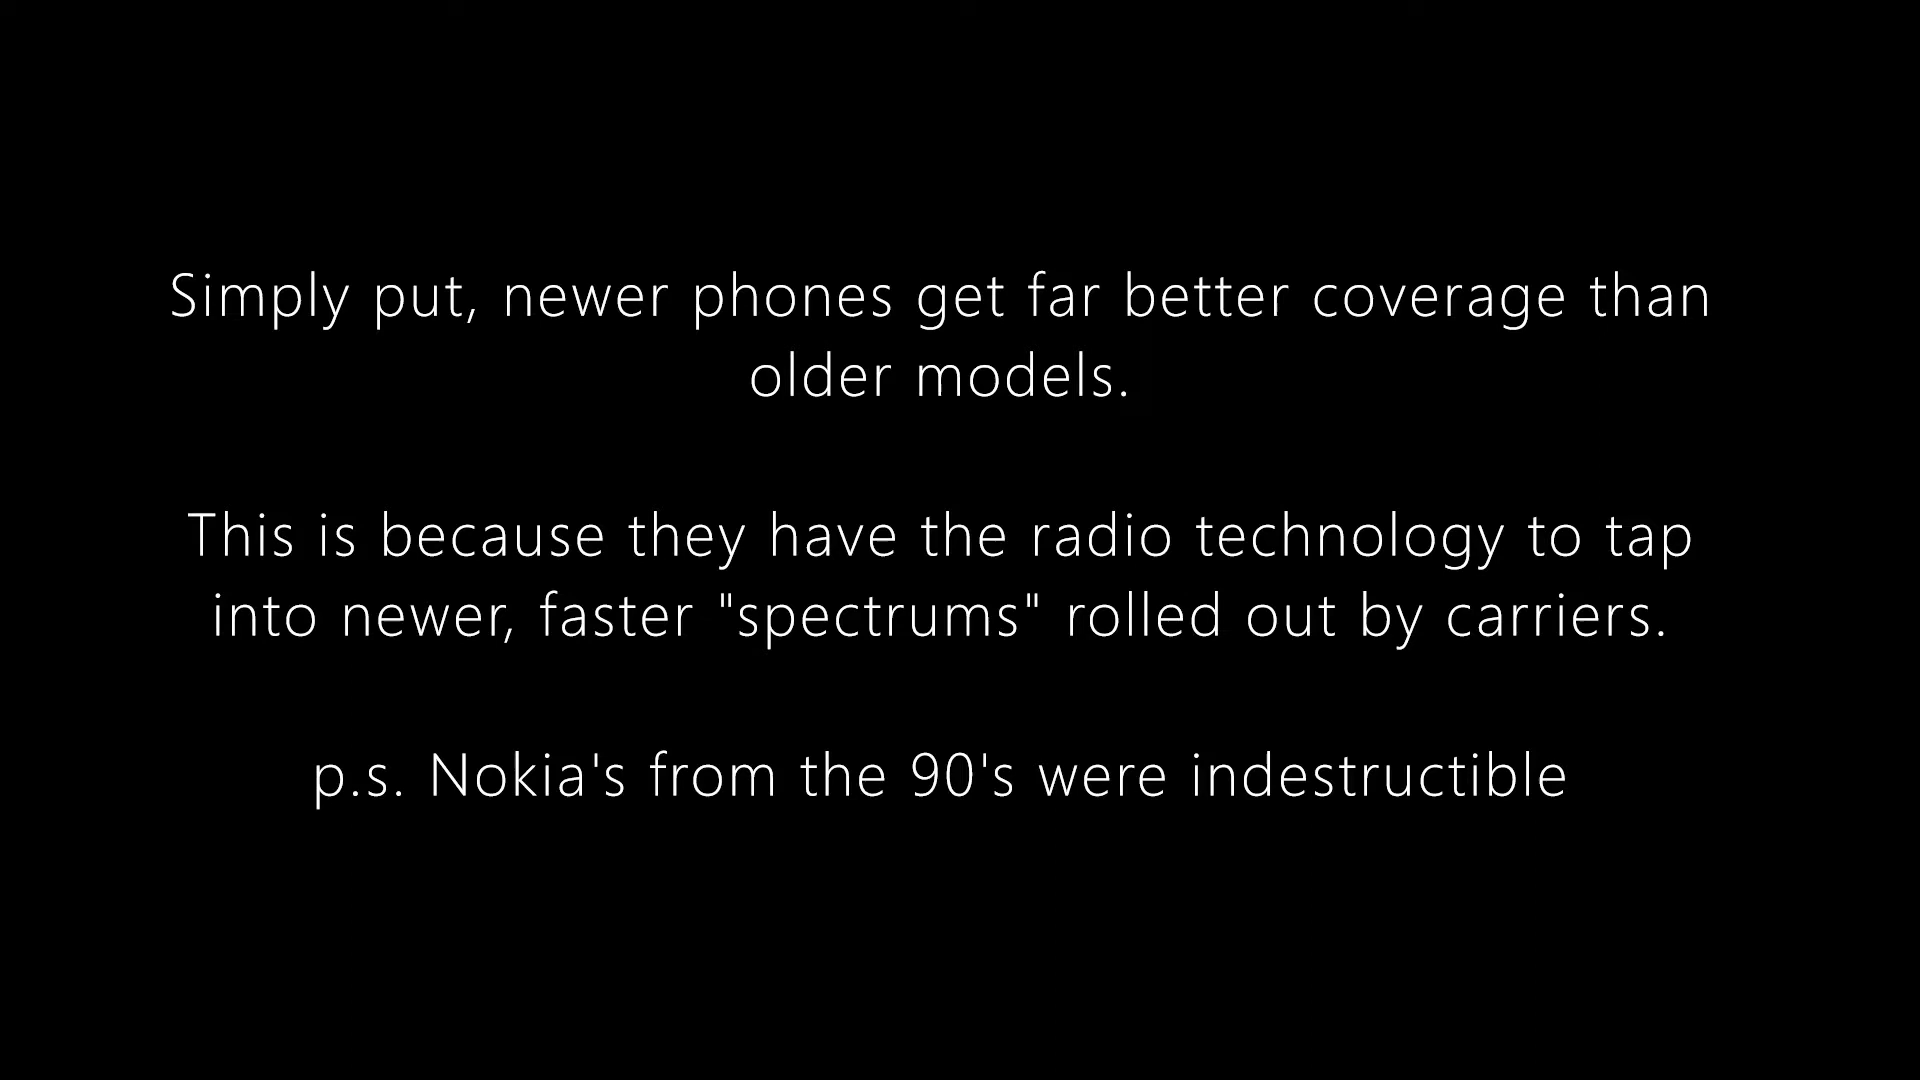 Simply put, newer phones get far better coverage than
older models.
This is because they have the radio technology to tap
into newer, faster "spectrums" rolled out by carriers.
p.s. Nokia's from the 90's were indestructible